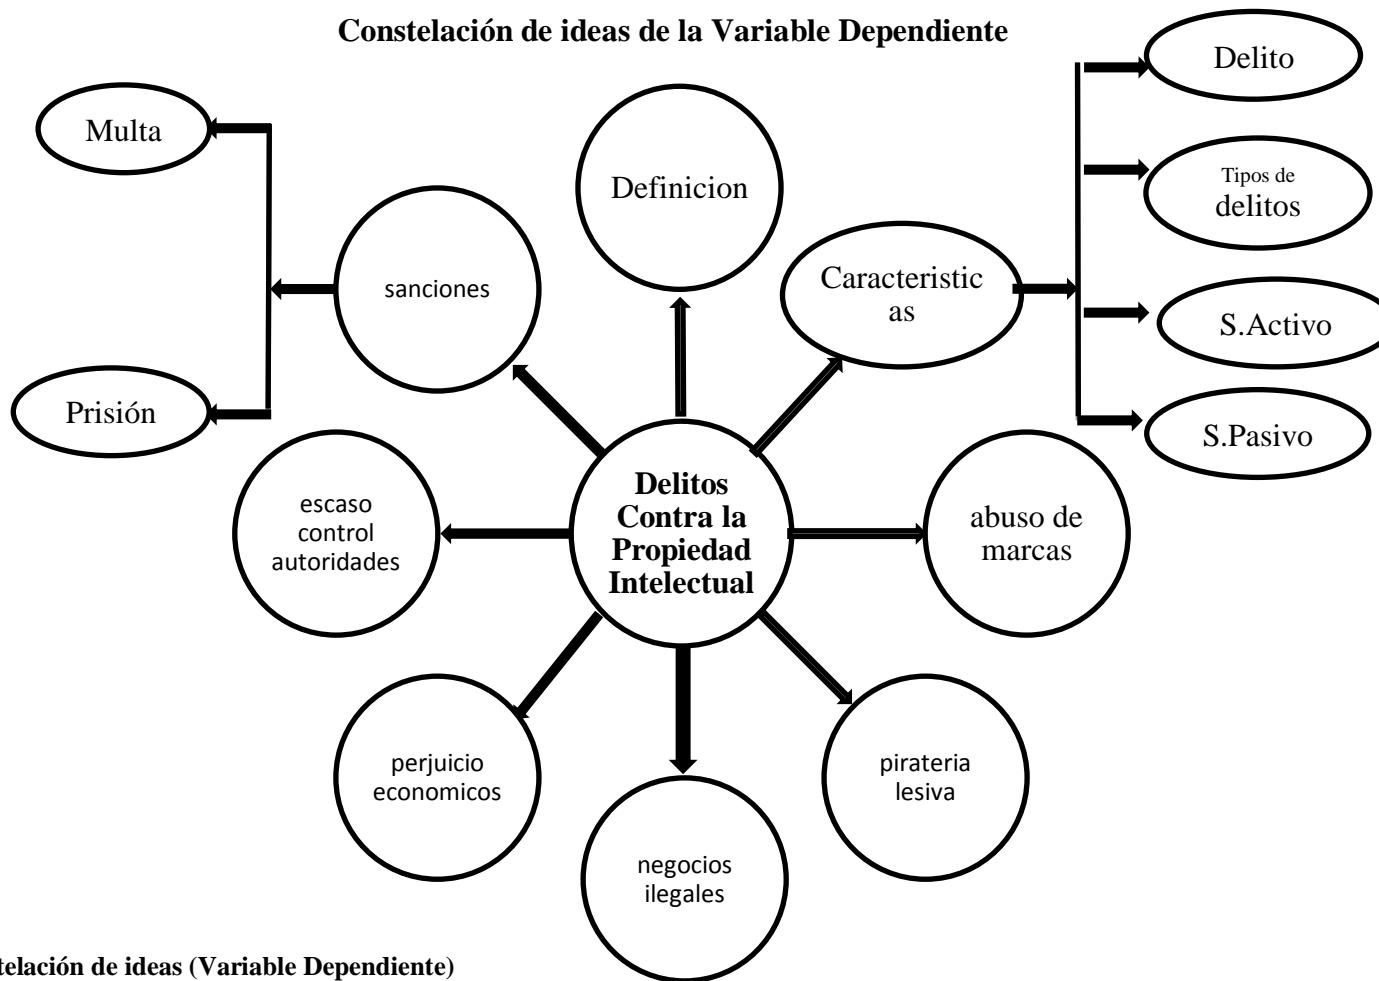 Constelación de ideas de la Variable Dependiente
Delito
Multa
Tipos de
delitos
Definicion
Caracteristic
as
sanciones
S.Activo
Prisión
S.Pasivo
Delitos
Contra la
Propiedad
Intelectual
escaso
control
autoridades
abuso de
marcas
perjuicio
economicos
pirateria
lesiva
negocios
ilegales
telación de ideas (Variable Dependiente)